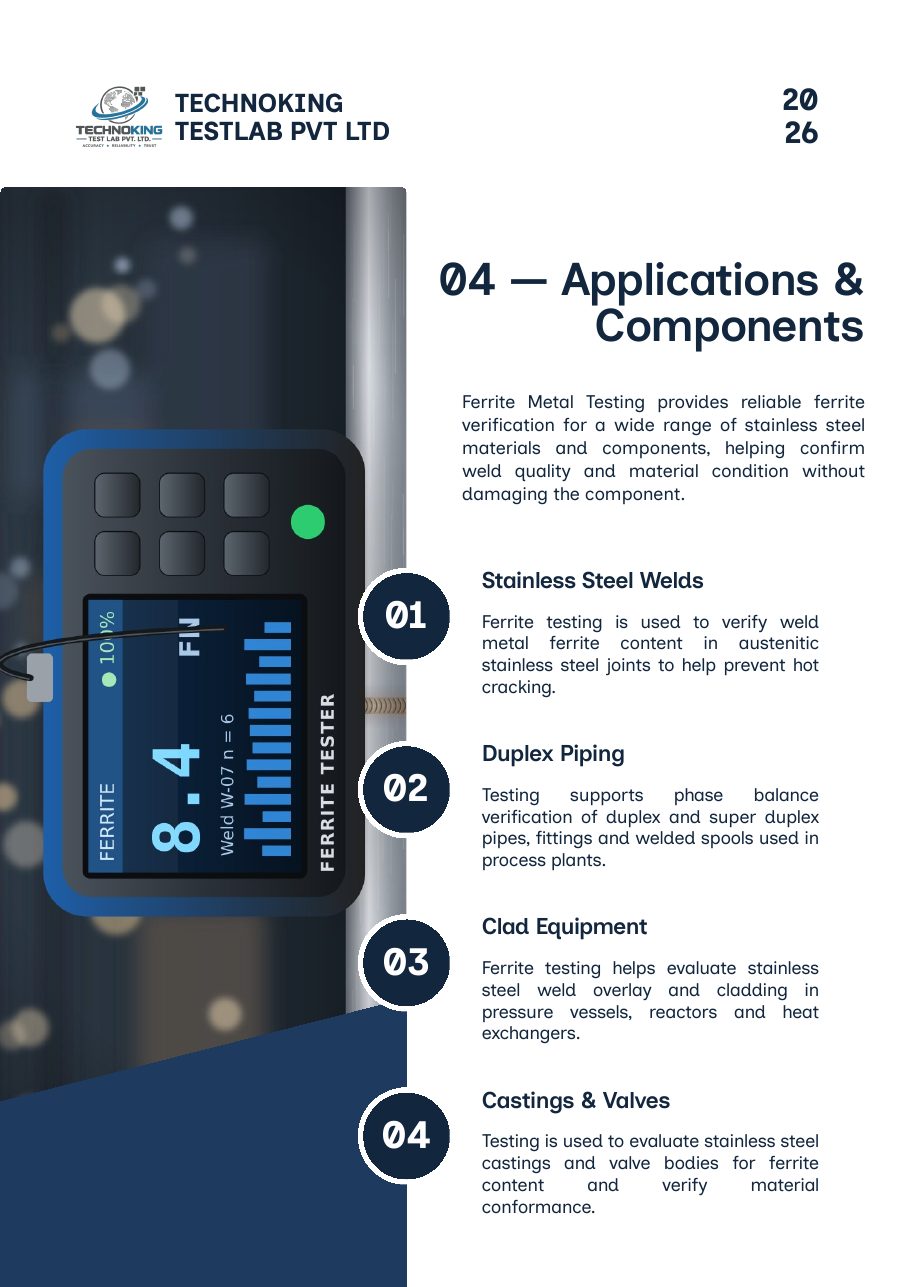 TECHNOKING
TEST LAB PVT. LTD.
ACCURACY • RELIABILITY • TRUST
TECHNOKING
TESTLAB PVT LTD
20
26
04 — Applications &
Components
Ferrite Metal Testing provides reliable ferrite
verification for a wide range of stainless steel
materials and components, helping confirm
weld quality and material condition without
damaging the component.
FERRITE
100%
8.4
FN
Weld W-07 n = 6
FERRITE TESTER
01
Stainless Steel Welds
Ferrite testing is used to verify weld
metal ferrite content in austenitic
stainless steel joints to help prevent hot
cracking.
02
Duplex Piping
Testing supports phase balance
verification of duplex and super duplex
pipes, fittings and welded spools used in
process plants.
03
Clad Equipment
Ferrite testing helps evaluate stainless
steel weld overlay and cladding in
pressure vessels, reactors and heat
exchangers.
04
Castings & Valves
Testing is used to evaluate stainless steel
castings and valve bodies for ferrite
content and verify material
conformance.